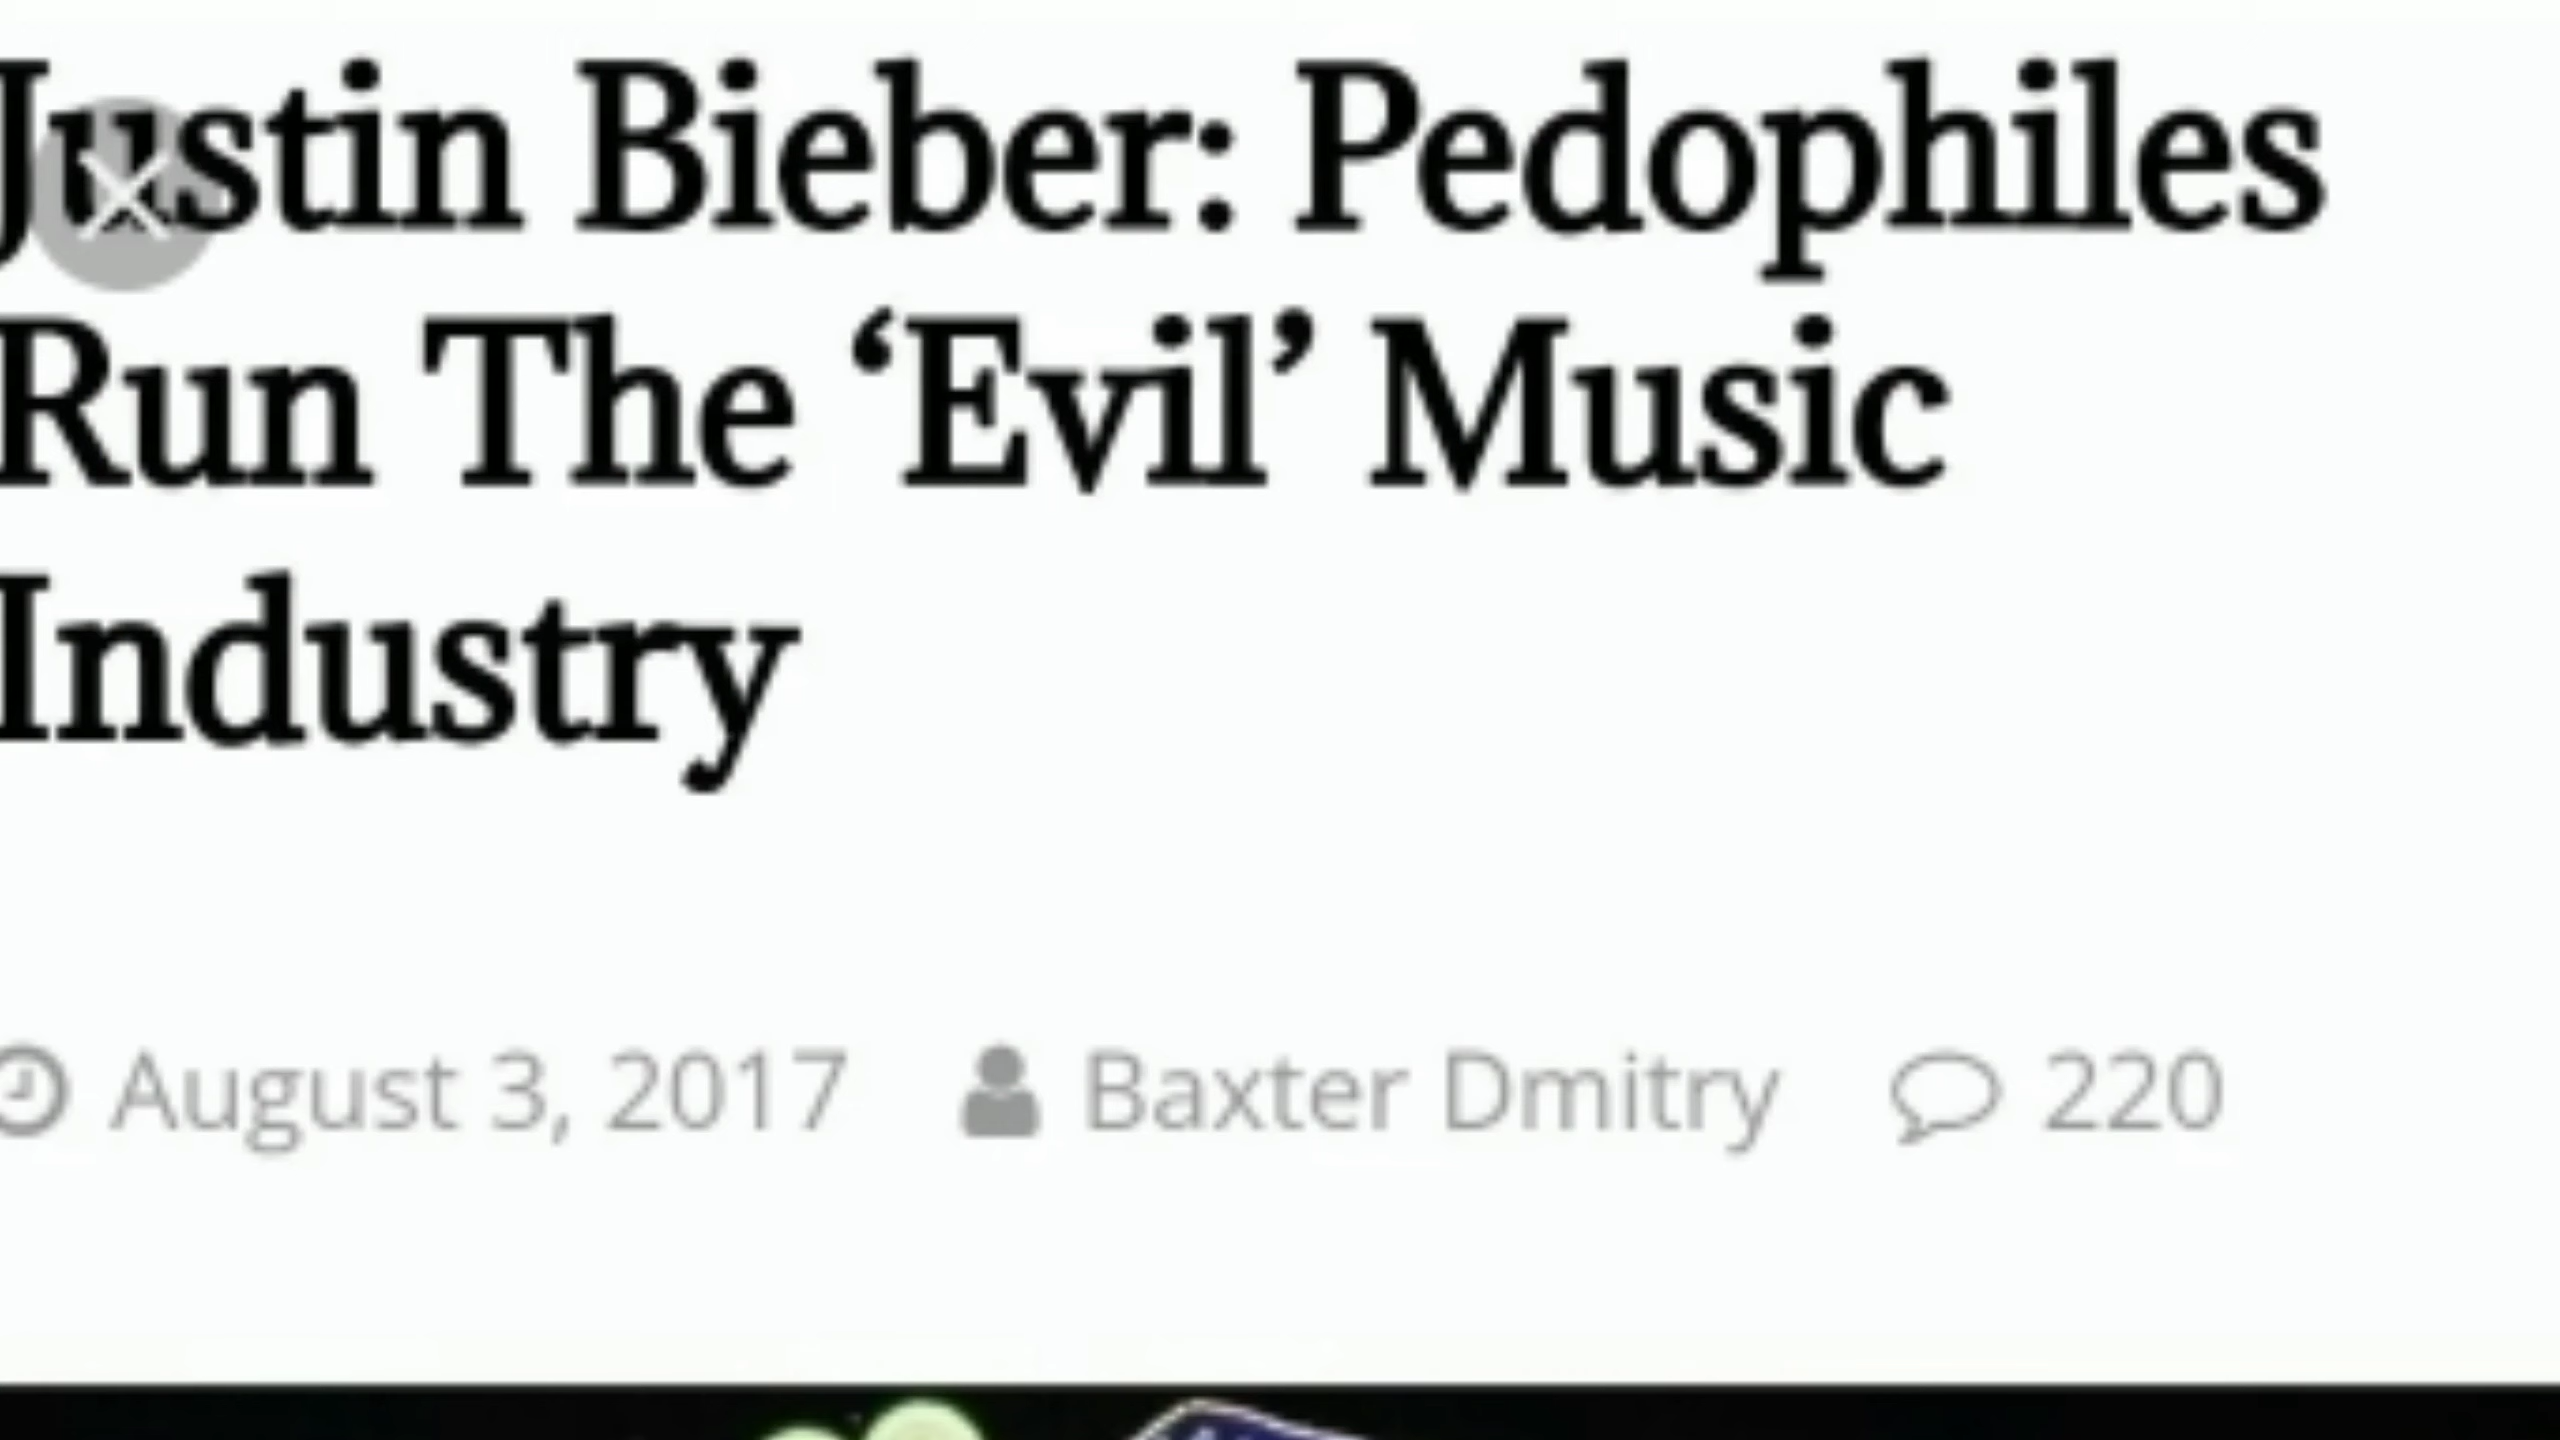 Justin Bieber: Pedophiles
Run The ‘Evil’ Music
Industry
August 3, 2017 Baxter Dmitry 220